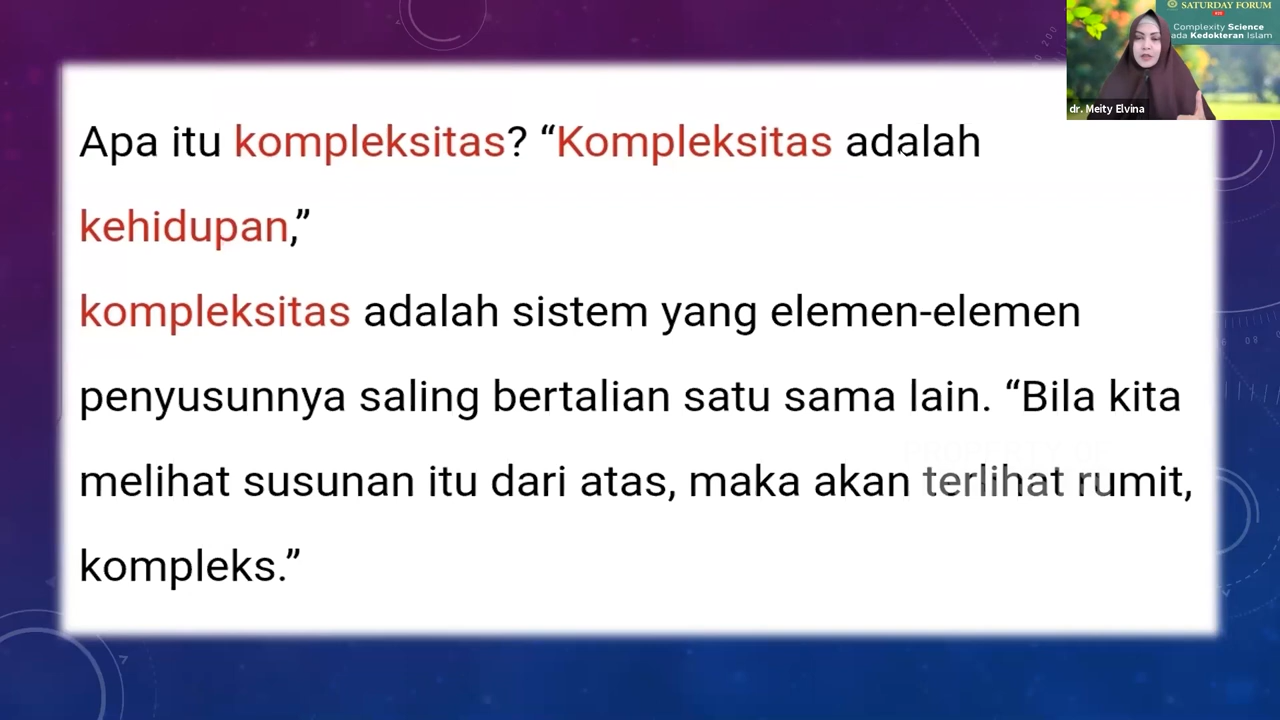 SATURDAY FORUM
Complexity Science
ada Kedokteran Islam
dr. Meity Elvina
Apa itu kompleksitas? “Kompleksitas adalah
kehidupan,”
kompleksitas adalah sistem yang elemen-elemen
penyusunnya saling bertalian satu sama lain. “Bila kita
melihat susunan itu dari atas, maka akan terlihat rumit,
kompleks.”
PROPERTY OF